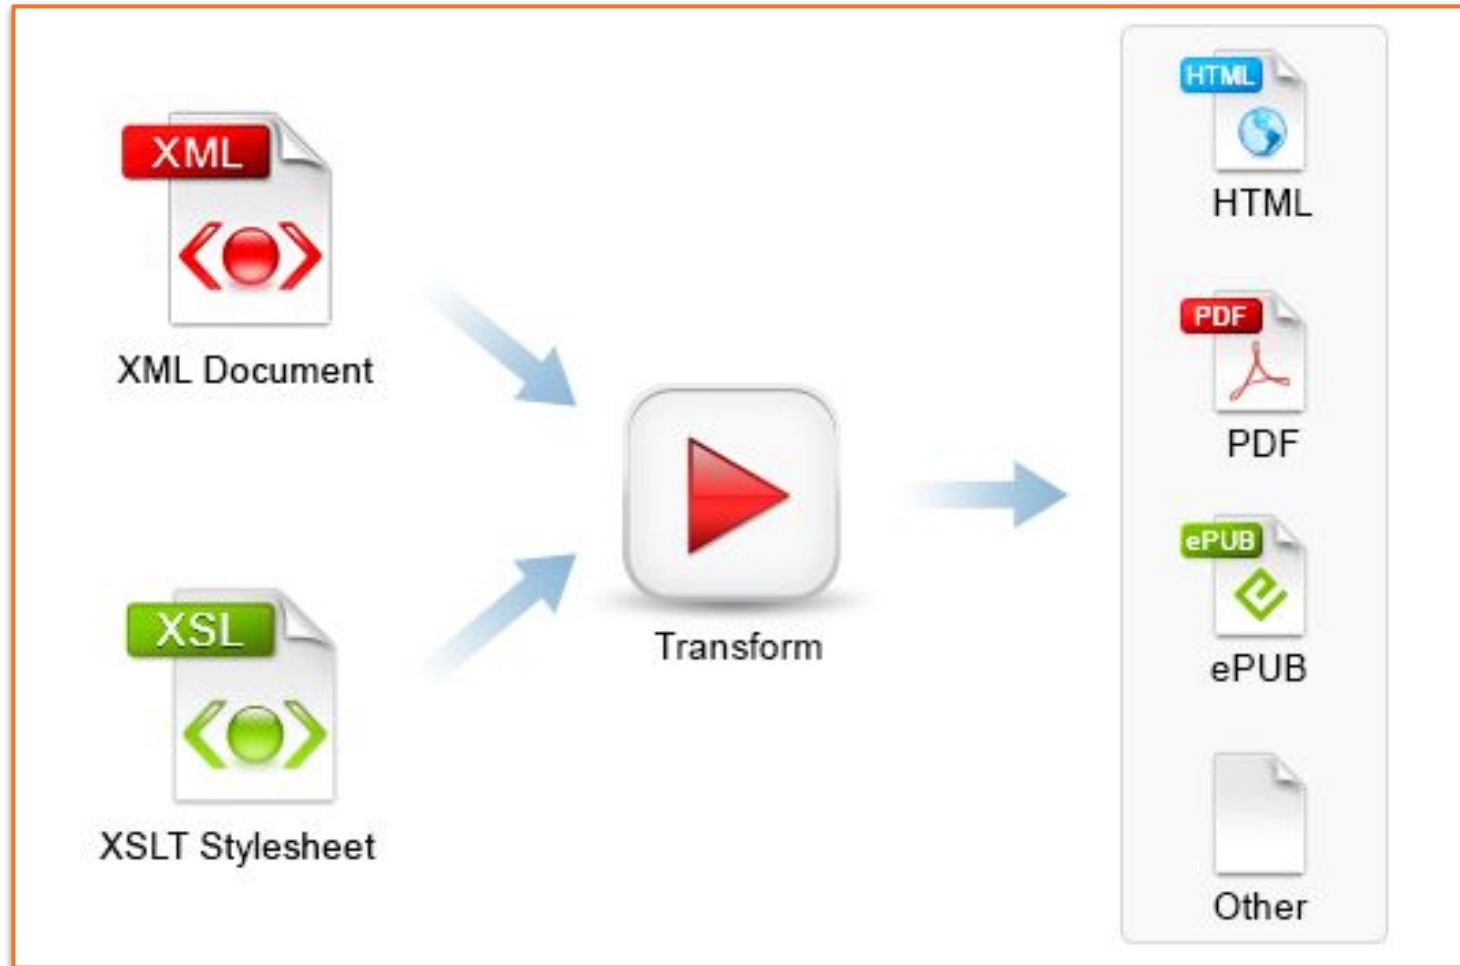 XML
XML Document
XSL
XSLT Stylesheet
Transform
HTML
HTML
PDF
PDF
ePUB
ePUB
Other